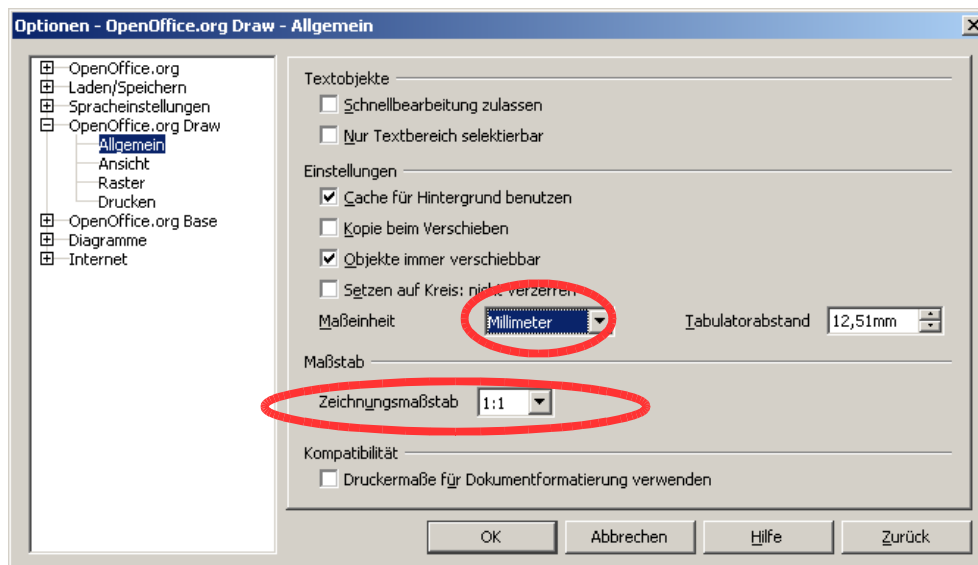 Optionen - OpenOffice.org Draw - Allgemein
OpenOffice.org
Laden/Speichern
Spracheinstellungen
OpenOffice.org Draw
Allgemein
Ansicht
Raster
Drucken
OpenOffice.org Base
Diagramme
Internet
Textobjekte
Schnellbearbeitung zulassen
Nur Textbereich selektierbar
Einstellungen
Cache für Hintergrund benutzen
Kopie beim Verschieben
Objekte immer verschiebbar
Setzen auf Kreis: nicht verzerren
Maßeinheit Millimeter Tabulatorabstand 12,51mm
Maßstab
Zeichnungsmaßstab 1:1
Kompatibilität
Druckermaße für Dokumentformatierung verwenden
OK Abbrechen Hilfe Zurück